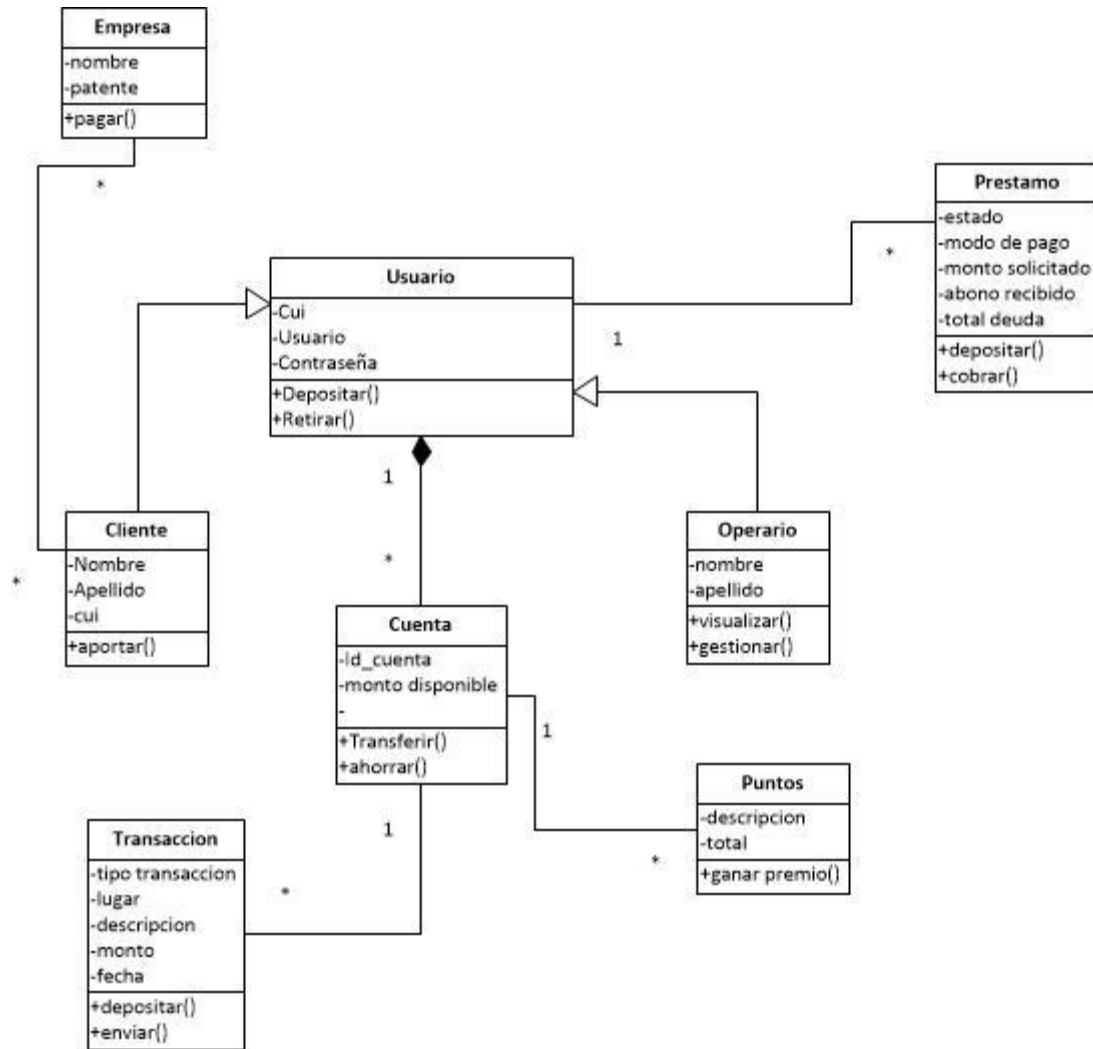 Empresa
-nombre
-patente
+pagar()
*
Prestamo
-estado
-modo de pago
-monto solicitado
-abono recibido
-total deuda
+depositar()
+cobrar()
*
Usuario
-Cui
-Usuario
-Contraseña
+Depositar()
+Retirar()
1
1
*
Cliente
-Nombre
-Apellido
-cui
+aportar()
*
Operario
-nombre
-apellido
+visualizar()
+gestionar()
Cuenta
-Id_cuenta
-monto disponible
-
+Transferir()
+ahorrar()
1
1
Puntos
-descripcion
-total
+ganar premio()
*
Transaccion
-tipo transaccion
-lugar
-descripcion
-monto
-fecha
+depositar()
+enviar()
*